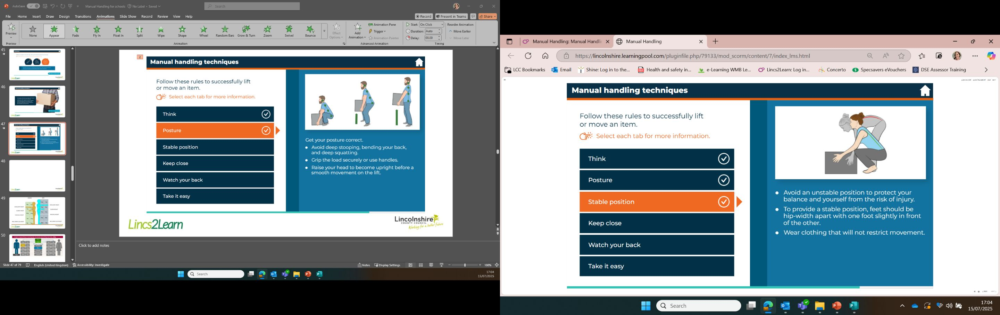 AutoSave
Manual Handling for schools
No Label • Saved
Search
File Home Insert Draw Design Transitions Animations Slide Show Record Review View Help
Record
Present in Teams
Share
Preview
None
Appear
Fade
Fly In
Float In
Split
Wipe
Shape
Wheel
Random Bars
Grow & Turn
Zoom
Swivel
Bounce
Effect
Options
Add
Animation
Animation Pane
Trigger
Animation Painter
Start: On Click
Duration: Auto
Delay: 00.00
Reorder Animation
Move Earlier
Move Later
Preview
Animation
Advanced Animation
Timing
45
46
47
48
49
50
2
Manual handling techniques
Follow these rules to successfully lift
or move an item.
Select each tab for more information.
Think
Posture
Stable position
Keep close
Watch your back
Take it easy
Get your posture correct.
• Avoid deep stooping, bending your back,
and deep squatting.
• Grip the load securely or use handles.
• Raise your head to become upright before a
smooth movement on the lift.
Lincs2Learn
Lincolnshire
COUNTY COUNCIL
Working for a better future
Click to add notes
Slide 47 of 79
English (United Kingdom)
Accessibility: Investigate
Notes
Display Settings
100%
Search
17:04
15/07/2025
Manual Handling: Manual Handli
Manual Handling
https://lincolnshire.learningpool.com/pluginfile.php/79133/mod_scorm/content/7/index_lms.html
LCC Bookmarks
Email
Shine: Log in to the...
Health and safety in...
e-Learning WMB Le...
Lincs2Learn: Log in...
Concerto
Specsavers eVouchers
DSE Assessor Training
Manual handling techniques
Follow these rules to successfully lift
or move an item.
Select each tab for more information.
Think
Posture
Stable position
Keep close
Watch your back
Take it easy
• Avoid an unstable position to protect your
balance and yourself from the risk of injury.
• To provide a stable position, feet should be
hip-width apart with one foot slightly in front
of the other.
• Wear clothing that will not restrict movement.
Search
17:04
15/07/2025